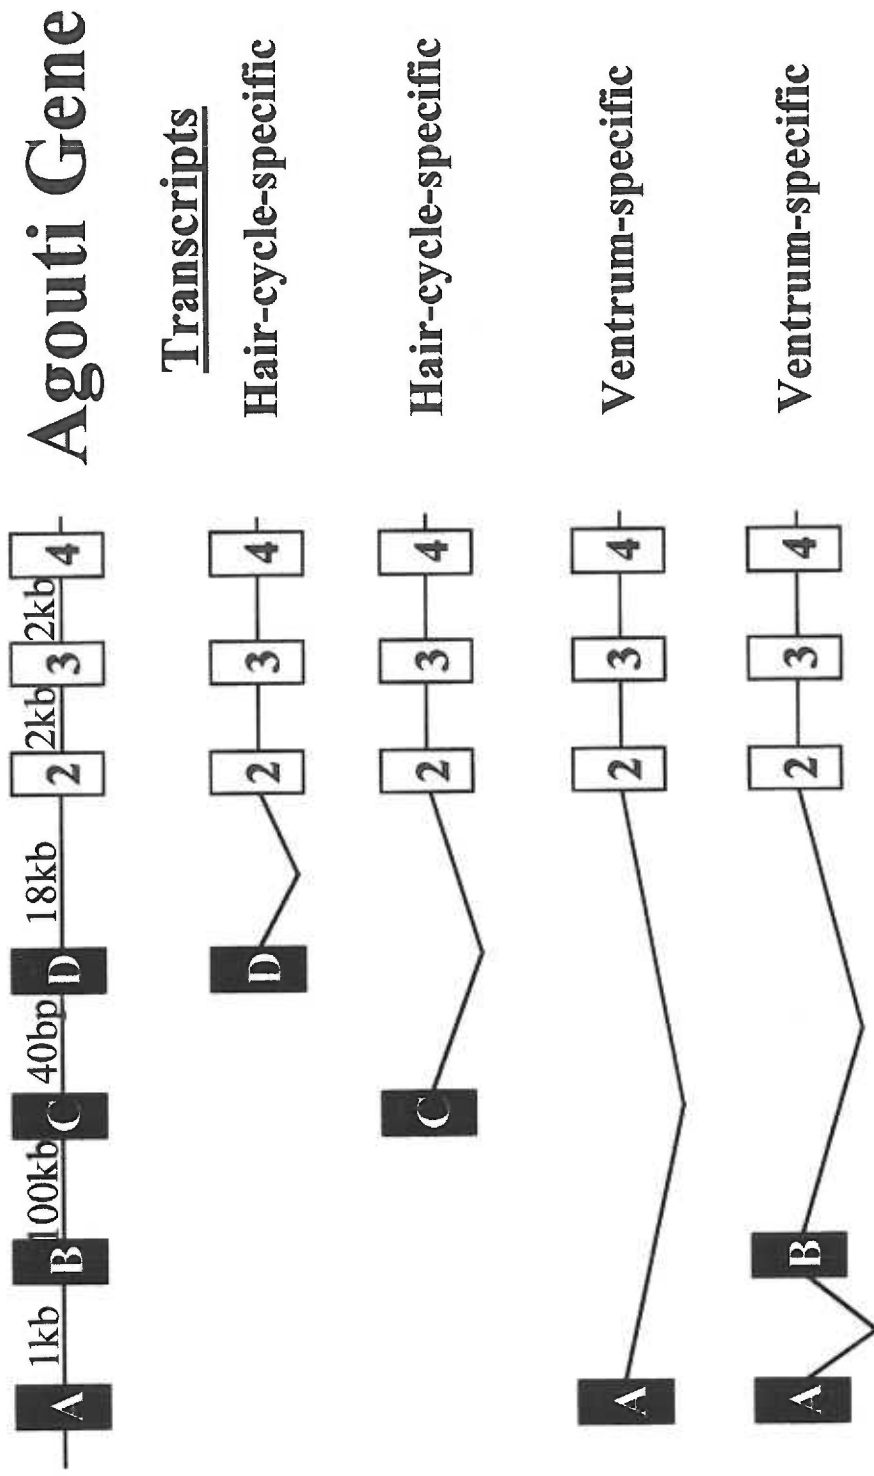 A 1kb B 100kb C 40bp D 18kb 2 2kb 3 2kb 4 Agouti Gene
Transcripts
D 2 3 4 Hair-cycle-specific
C 2 3 4 Hair-cycle-specific
A 2 3 4 Ventrum-specific
A B 2 3 4 Ventrum-specific